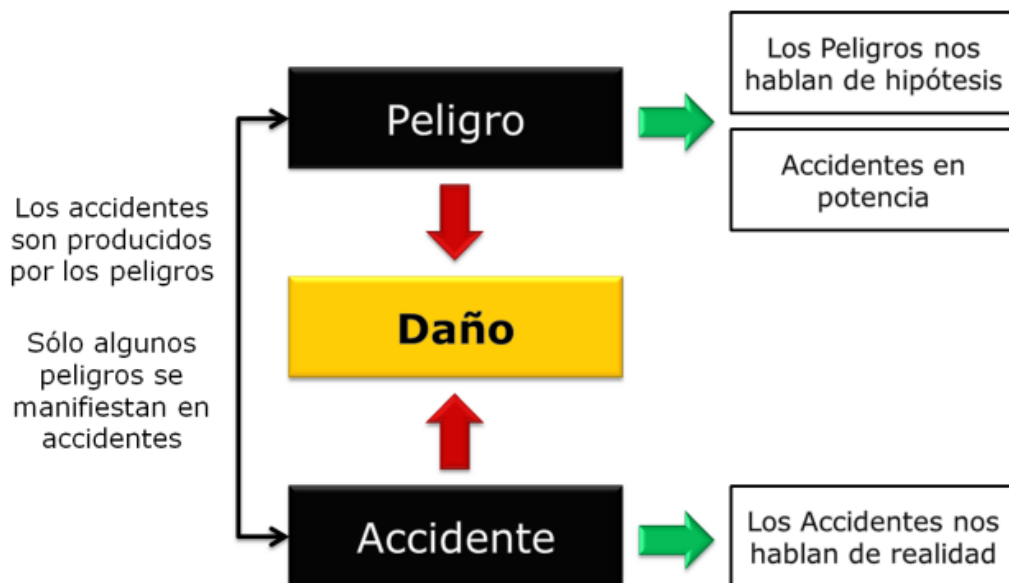 Los Peligros nos
hablan de hipótesis
Peligro
Accidentes en
potencia
Los accidentes
son producidos
por los peligros
Daño
Sólo algunos
peligros se
manifiestan en
accidentes
Accidente
Los Accidentes nos
hablan de realidad